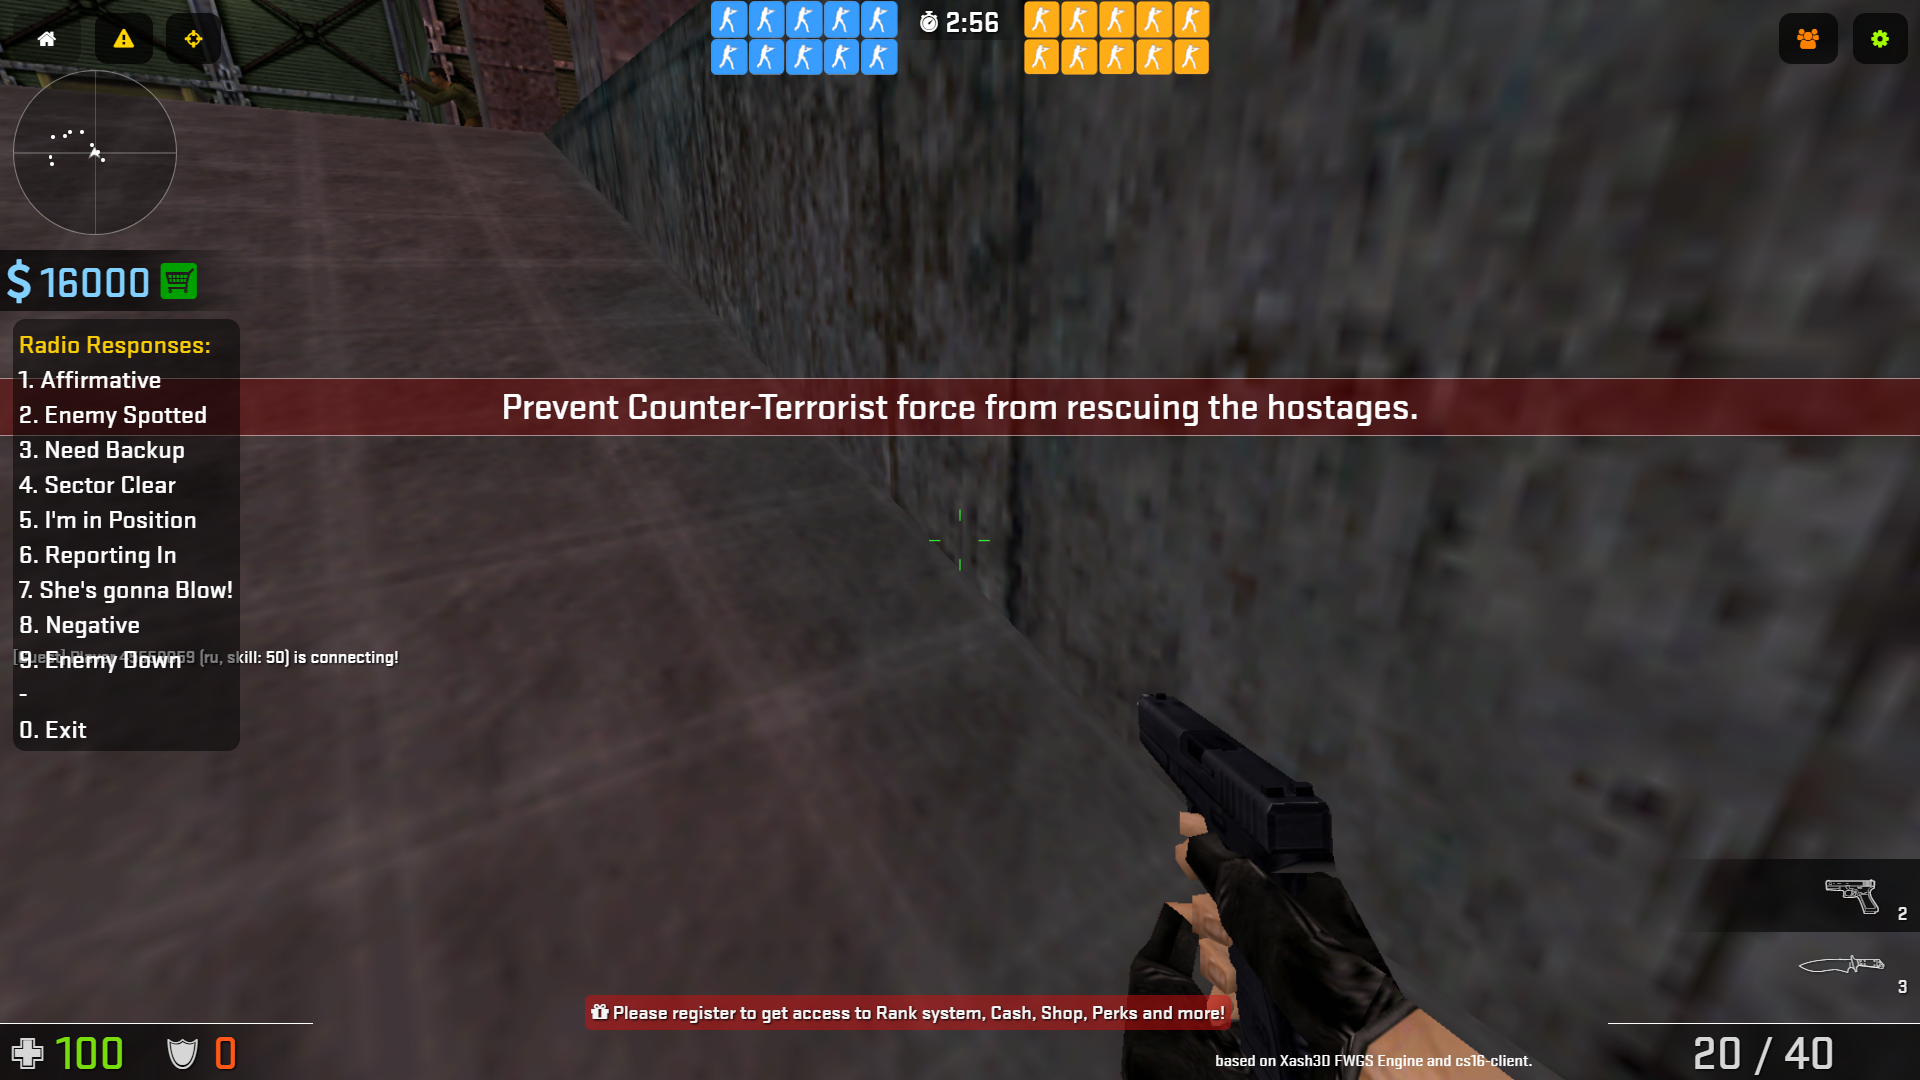 2:56
$ 16000
Radio Responses:
1. Affirmative
2. Enemy Spotted
3. Need Backup
4. Sector Clear
5. I'm in Position
6. Reporting In
7. She's gonna Blow!
8. Negative
9. Enemy Down
-
0. Exit
Prevent Counter-Terrorist force from rescuing the hostages.
(ru, skill: 50) is connecting!
2
3
Please register to get access to Rank system, Cash, Shop, Perks and more!
100
0
based on Xash3D FWGS Engine and cs16-client.
20 / 40